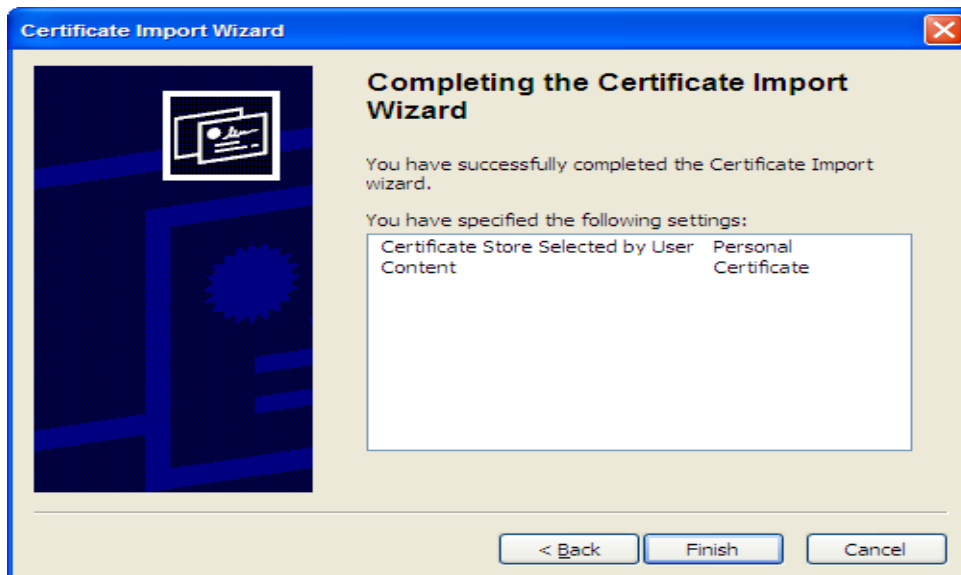 Certificate Import Wizard
Completing the Certificate Import
Wizard
You have successfully completed the Certificate Import
wizard.
You have specified the following settings:
Certificate Store Selected by User Personal
Content Certificate
< Back Finish Cancel